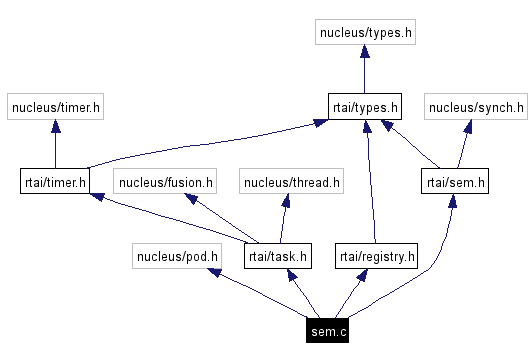 nucleus/types.h
nucleus/timer.h
rtai/types.h
nucleus/synch.h
rtai/timer.h
nucleus/fusion.h
nucleus/thread.h
rtai/sem.h
nucleus/pod.h
rtai/task.h
rtai/registry.h
sem.c